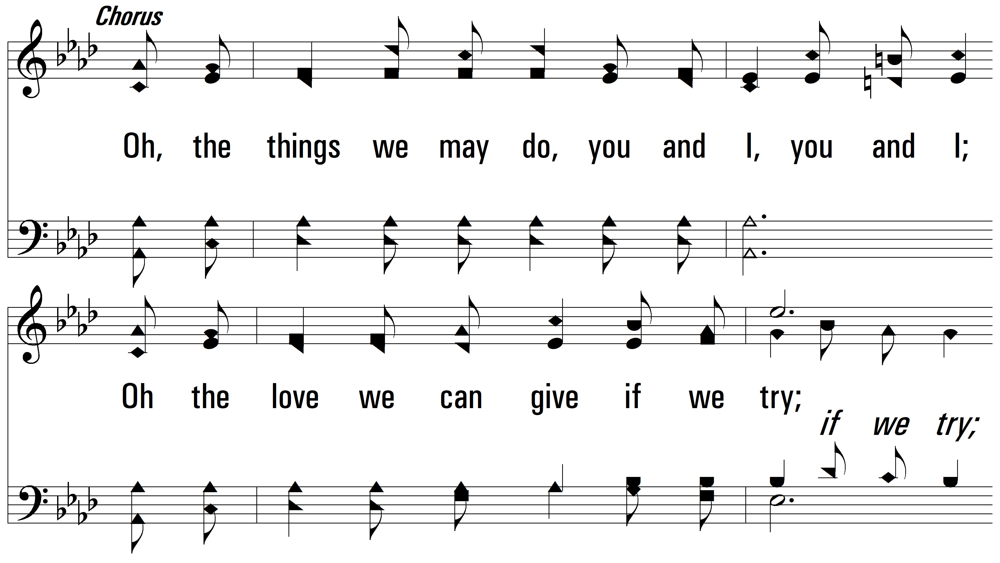 Chorus
Oh, the things we may do, you and I, you and I;
Oh the love we can give if we try;
if we try;